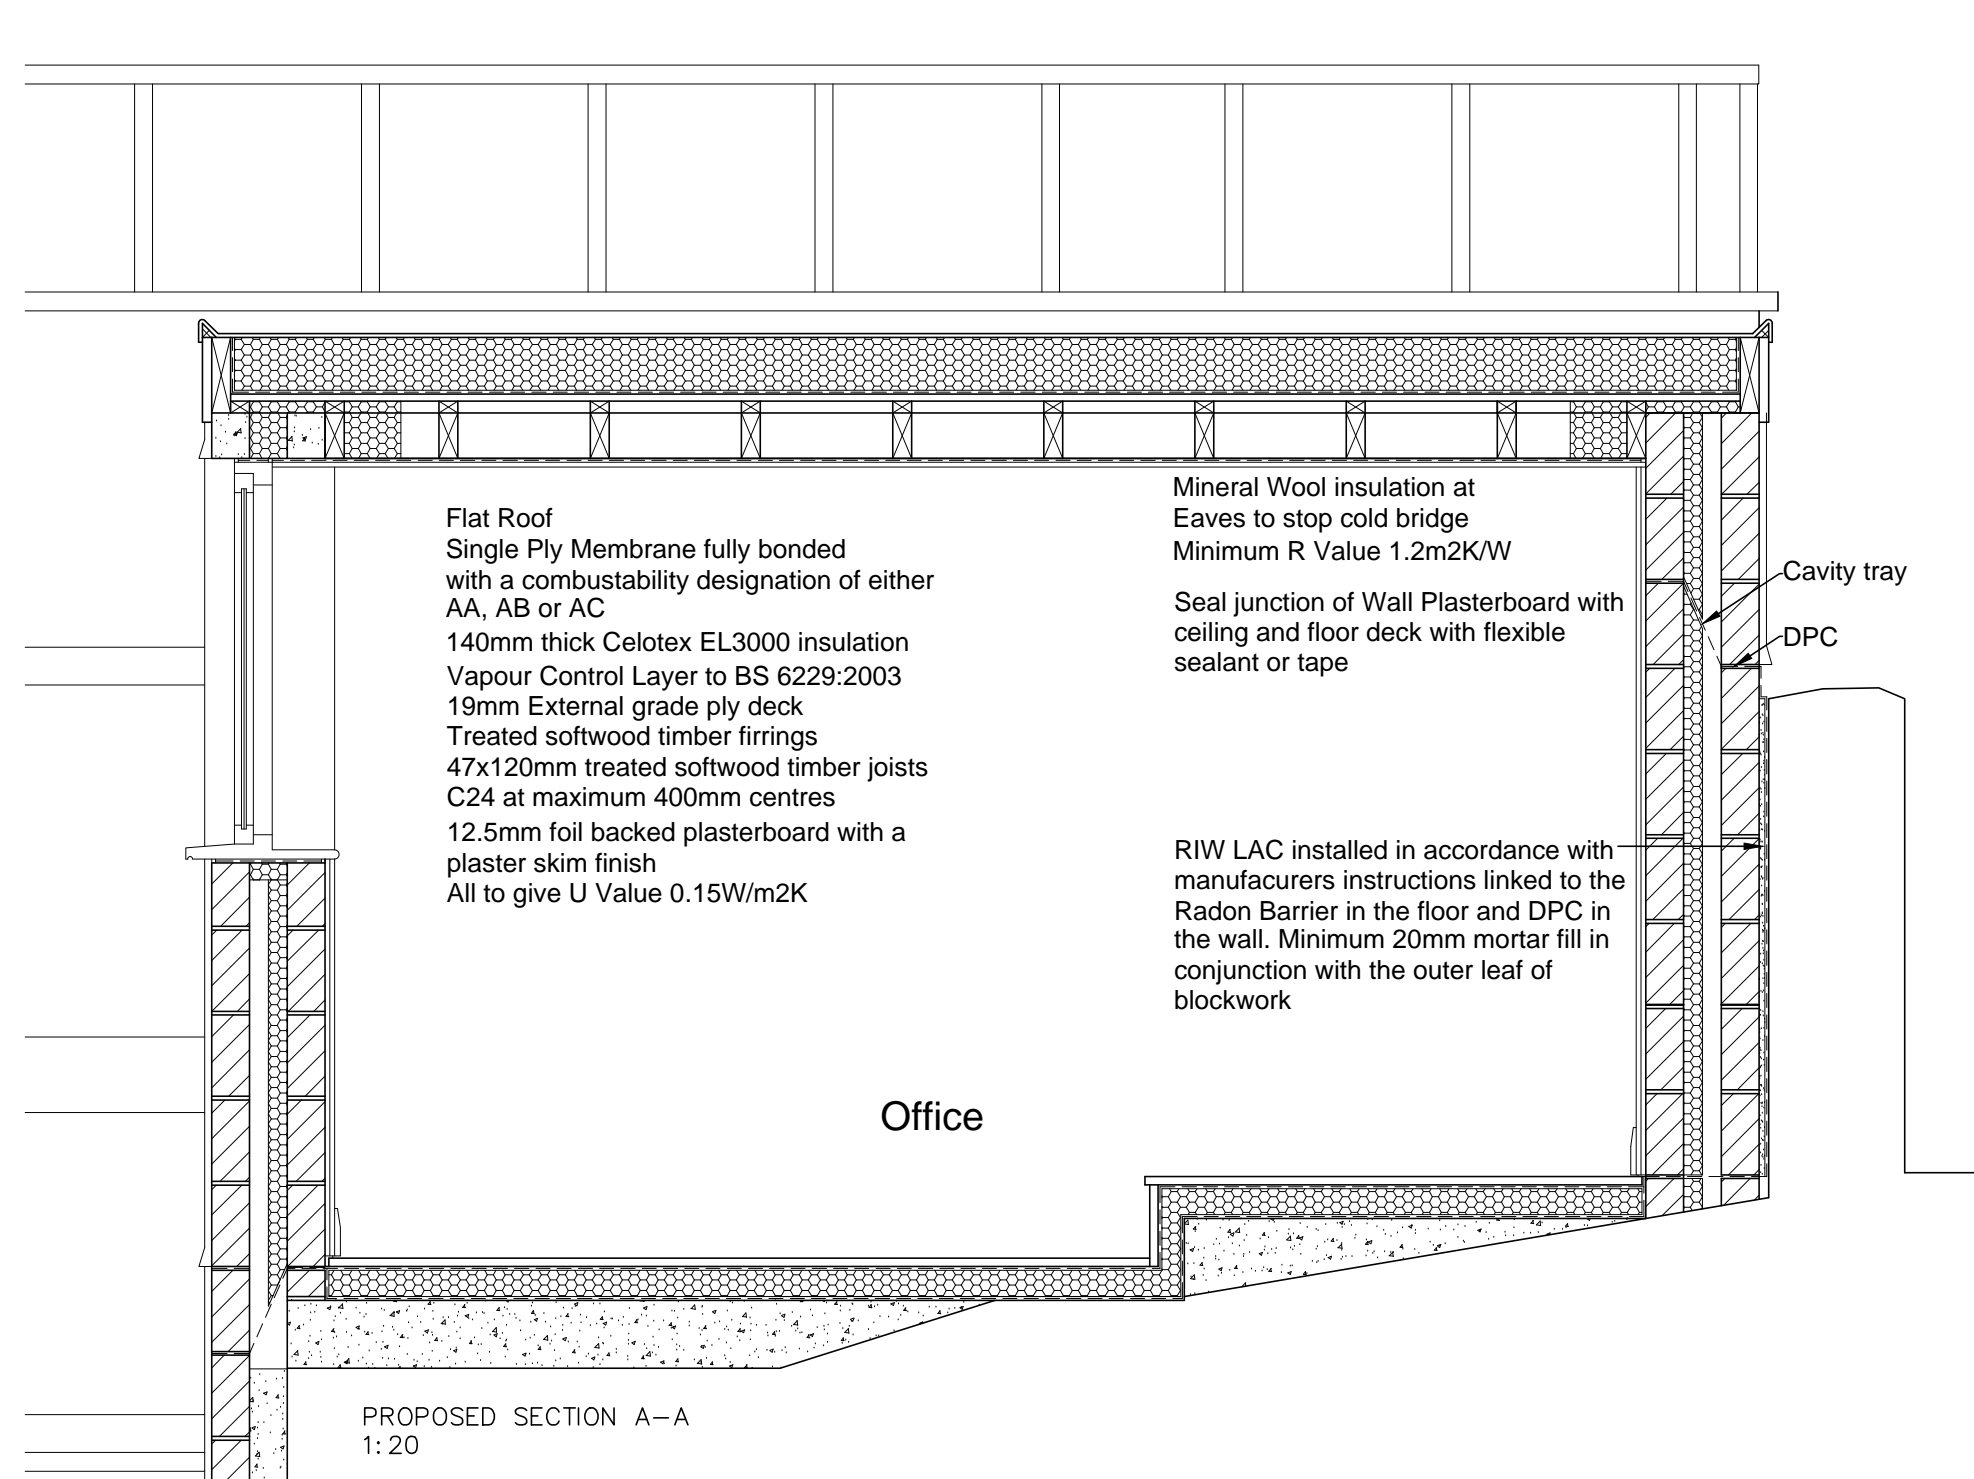 Flat Roof
Single Ply Membrane fully bonded
with a combustability designation of either
AA, AB or AC
140mm thick Celotex EL3000 insulation
Vapour Control Layer to BS 6229:2003
19mm External grade ply deck
Treated softwood timber firrings
47x120mm treated softwood timber joists
C24 at maximum 400mm centres
12.5mm foil backed plasterboard with a
plaster skim finish
All to give U Value 0.15W/m2K
Mineral Wool insulation at
Eaves to stop cold bridge
Minimum R Value 1.2m2K/W
Seal junction of Wall Plasterboard with
ceiling and floor deck with flexible
sealant or tape
Cavity tray
DPC
RIW LAC installed in accordance with
manufacurers instructions linked to the
Radon Barrier in the floor and DPC in
the wall. Minimum 20mm mortar fill in
conjunction with the outer leaf of
blockwork
Office
PROPOSED SECTION A-A
1:20